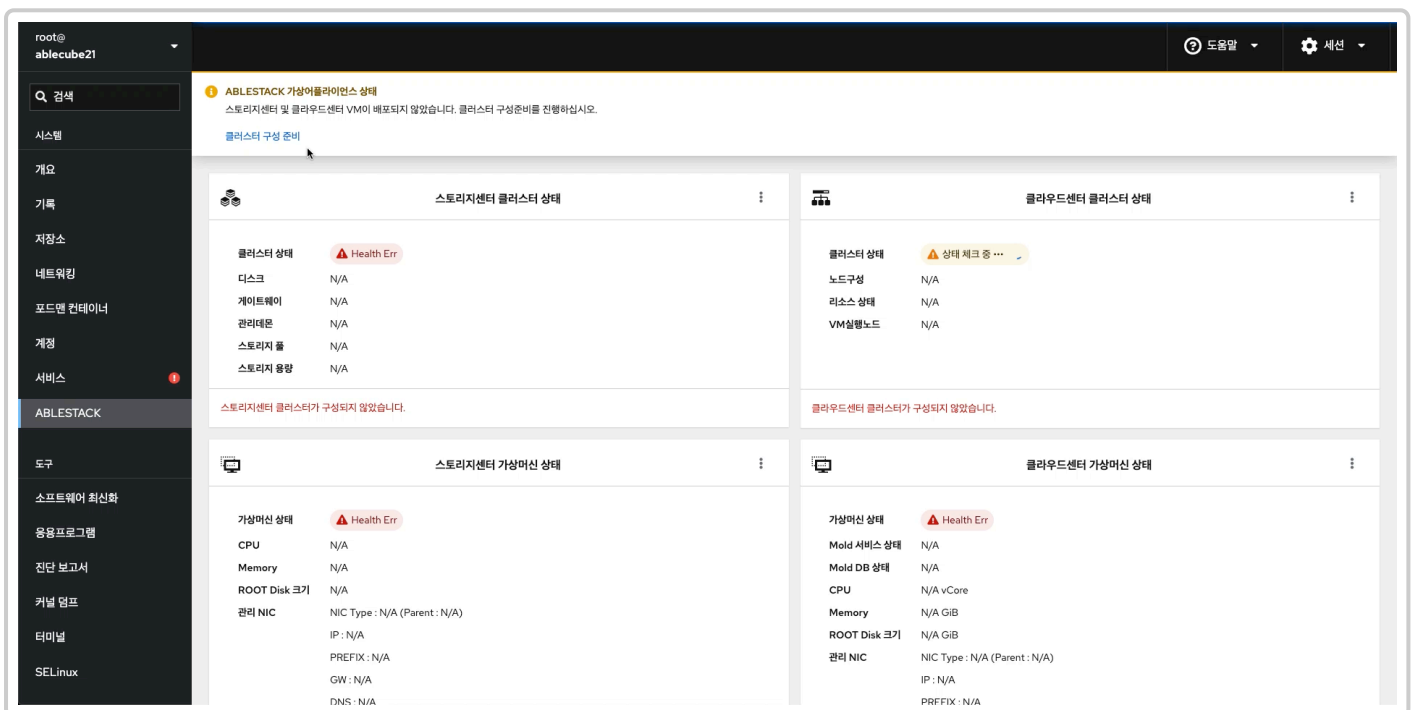 root@
ablecube21
도움말
세션
검색
ABLESTACK 가상어플라이언스 상태
스토리지센터 및 클라우드센터 VM이 배포되지 않았습니다. 클러스터 구성준비를 진행하십시오.
클러스터 구성 준비
시스템
개요
기록
저장소
네트워킹
포드맨 컨테이너
계정
서비스
ABLESTACK
도구
소프트웨어 최신화
응용프로그램
진단 보고서
커널 덤프
터미널
SELinux
스토리지센터 클러스터 상태
클러스터 상태 Health Err
디스크 N/A
게이트웨이 N/A
관리데몬 N/A
스토리지 풀 N/A
스토리지 용량 N/A
스토리지센터 클러스터가 구성되지 않았습니다.
클라우드센터 클러스터 상태
클러스터 상태 상태 체크 중 •••
노드구성 N/A
리소스 상태 N/A
VM실행노드 N/A
클라우드센터 클러스터가 구성되지 않았습니다.
스토리지센터 가상머신 상태
가상머신 상태 Health Err
CPU N/A
Memory N/A
ROOT Disk 크기 N/A
관리 NIC NIC Type : N/A (Parent : N/A)
IP : N/A
PREFIX : N/A
GW : N/A
DNS : N/A
클라우드센터 가상머신 상태
가상머신 상태 Health Err
Mold 서비스 상태 N/A
Mold DB 상태 N/A
CPU N/A vCore
Memory N/A GiB
ROOT Disk 크기 N/A GiB
관리 NIC NIC Type : N/A (Parent : N/A)
IP : N/A
PREFIX : N/A